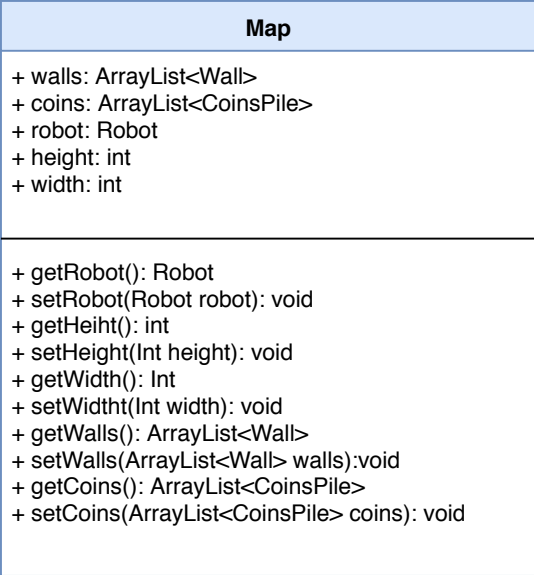 Map
+ walls: ArrayList<Wall>
+ coins: ArrayList<CoinsPile>
+ robot: Robot
+ height: int
+ width: int
+ getRobot(): Robot
+ setRobot(Robot robot): void
+ getHeiht(): int
+ setHeight(Int height): void
+ getWidth(): Int
+ setWidtht(Int width): void
+ getWalls(): ArrayList<Wall>
+ setWalls(ArrayList<Wall> walls):void
+ getCoins(): ArrayList<CoinsPile>
+ setCoins(ArrayList<CoinsPile> coins): void